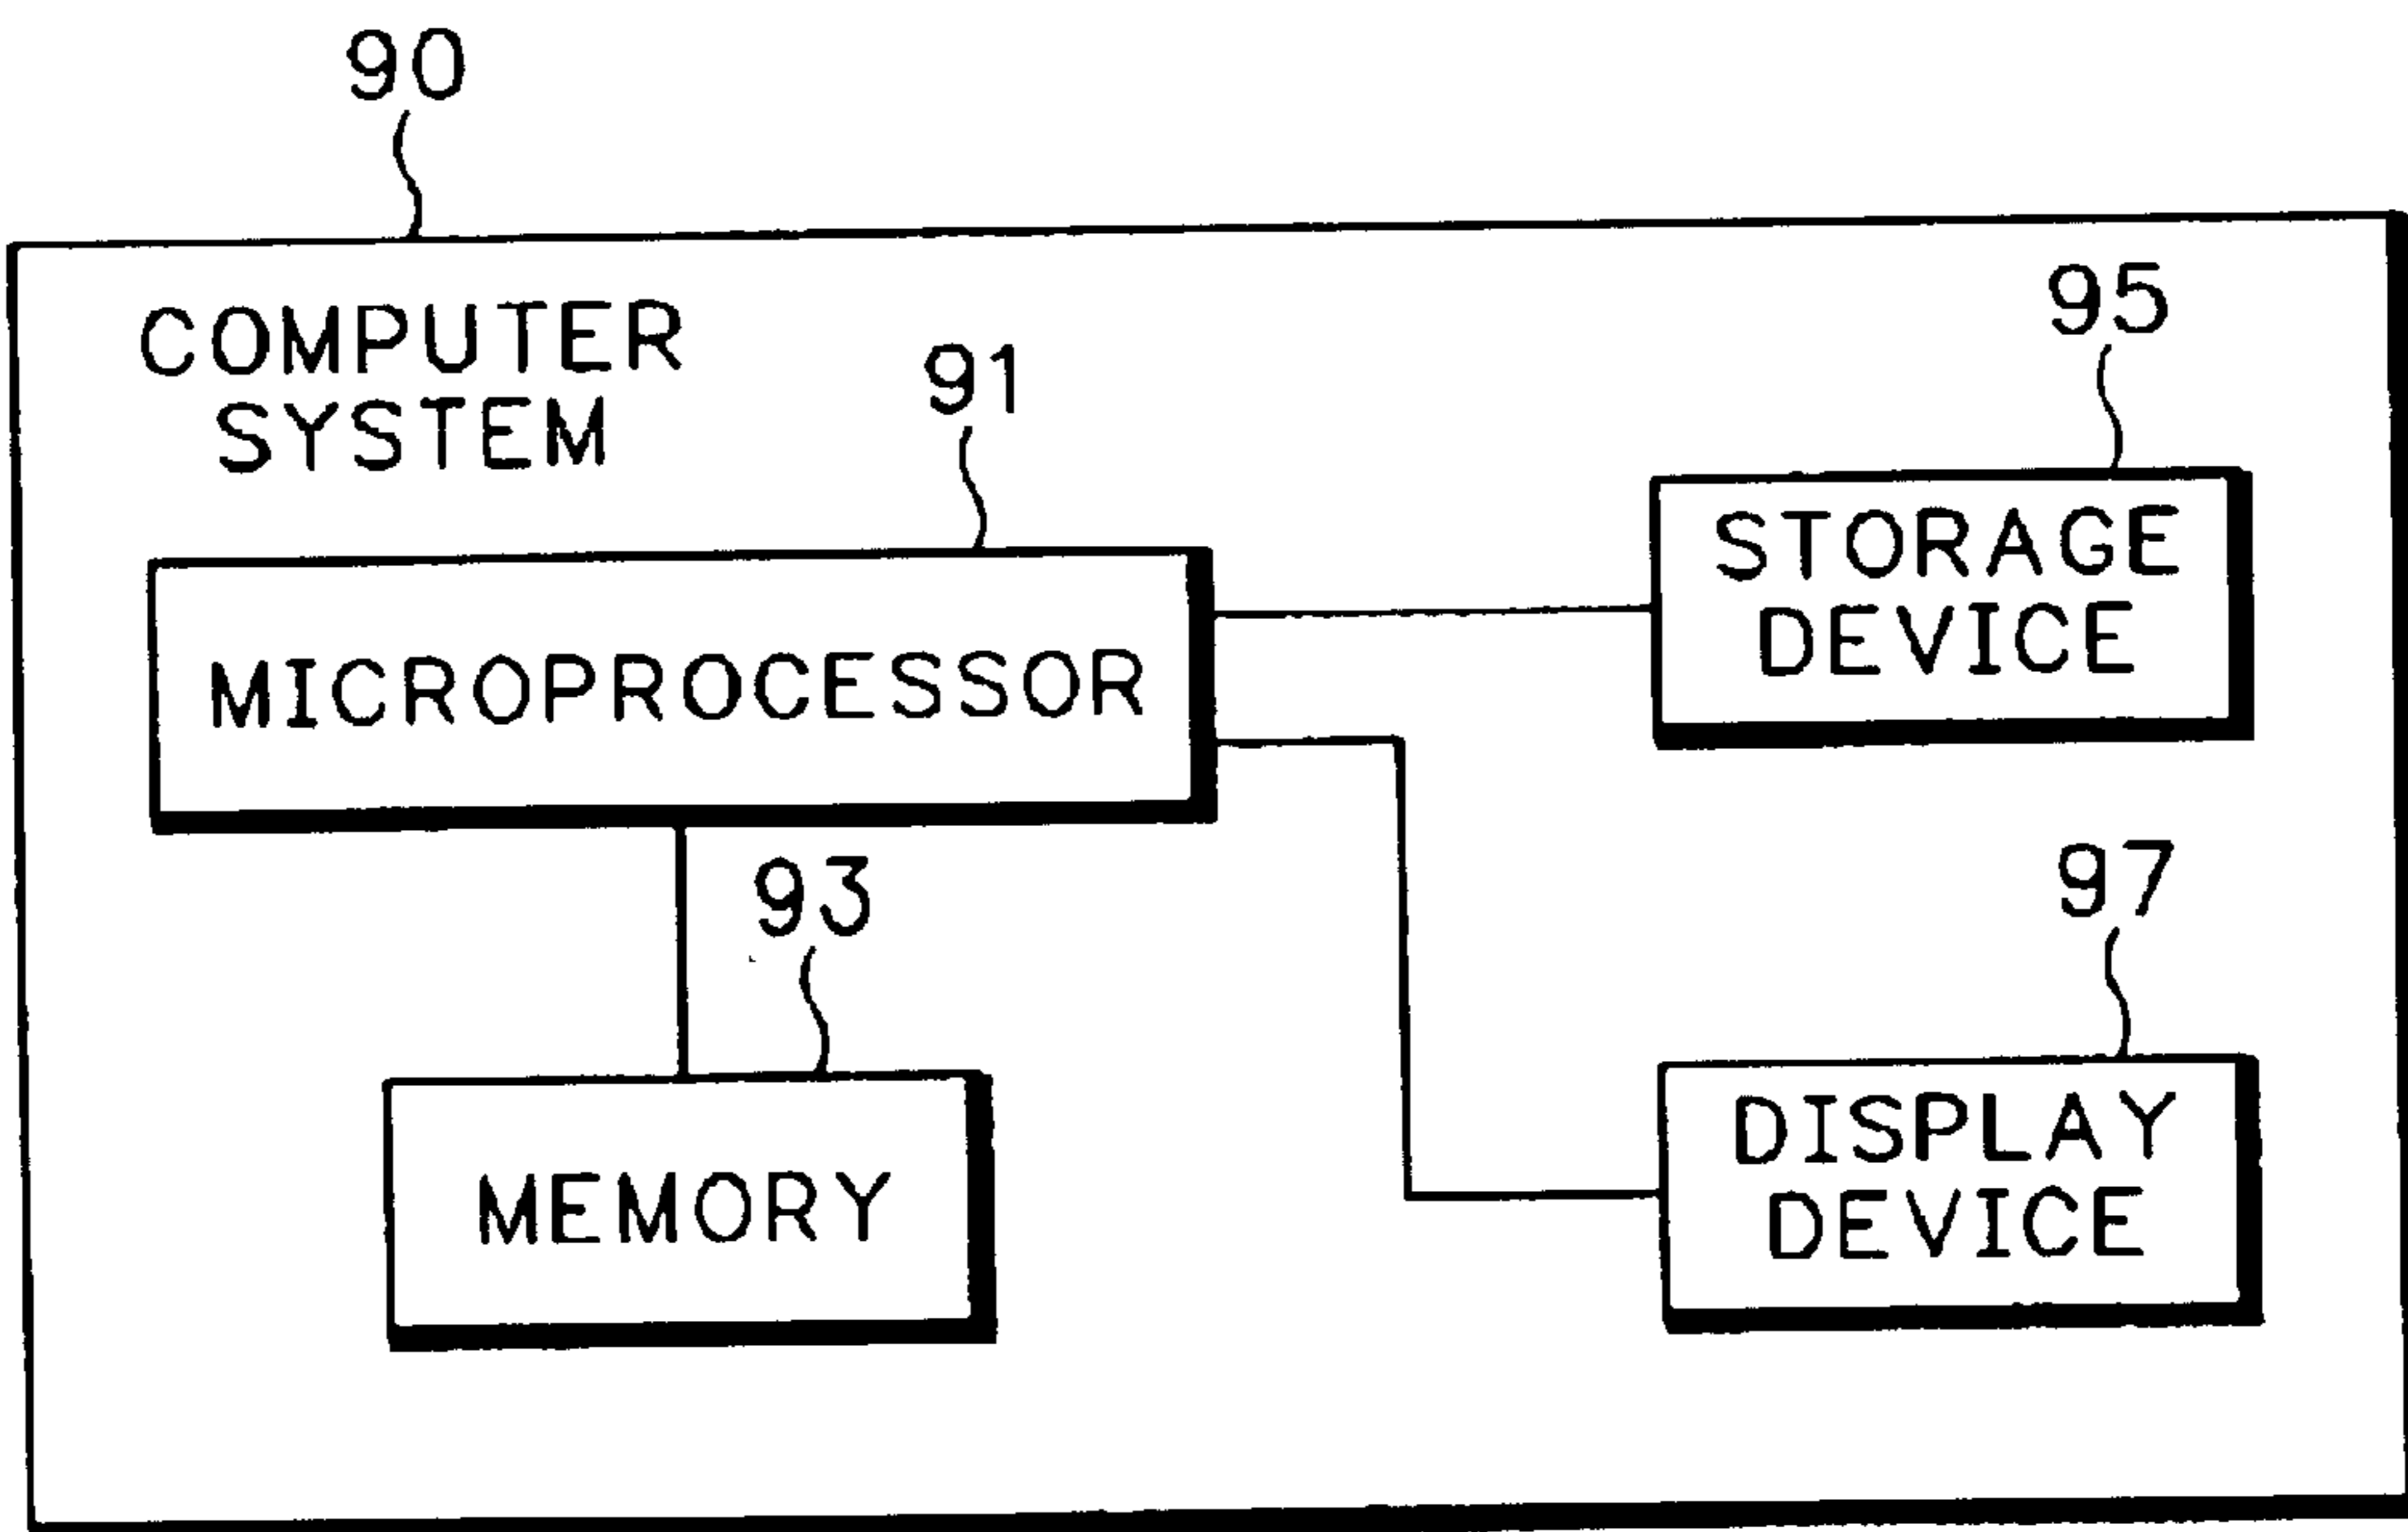 90
COMPUTER
SYSTEM
91
95
MICROPROCESSOR
STORAGE
DEVICE
93
97
MEMORY
DISPLAY
DEVICE